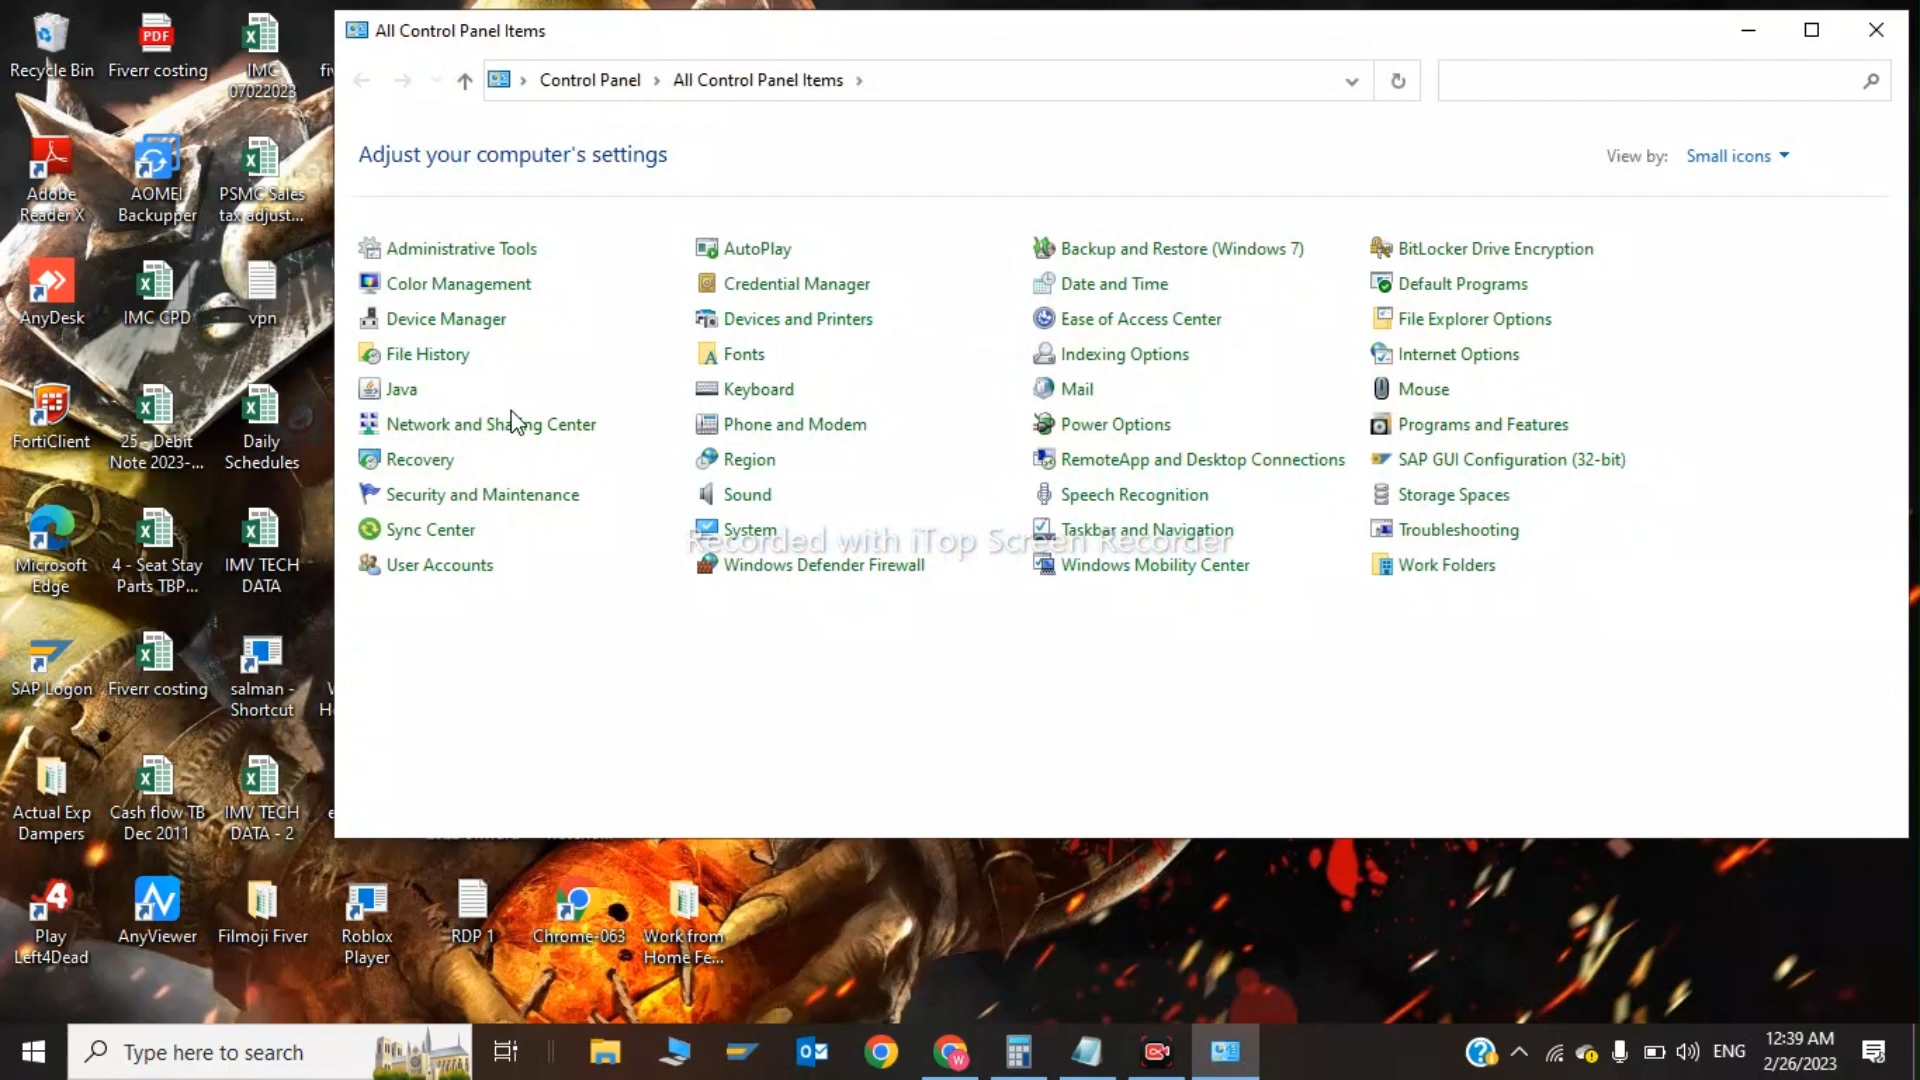 All Control Panel Items
Control Panel
All Control Panel Items
Adjust your computer's settings
View by: Small icons
Administrative Tools
AutoPlay
Backup and Restore (Windows 7)
BitLocker Drive Encryption
Color Management
Credential Manager
Date and Time
Default Programs
Device Manager
Devices and Printers
Ease of Access Center
File Explorer Options
File History
Fonts
Indexing Options
Internet Options
Java
Keyboard
Mail
Mouse
Network and Sharing Center
Phone and Modem
Power Options
Programs and Features
Recovery
Region
RemoteApp and Desktop Connections
SAP GUI Configuration (32-bit)
Security and Maintenance
Sound
Speech Recognition
Storage Spaces
Sync Center
System
Taskbar and Navigation
Troubleshooting
Recorded with iTop Screen Recorder
User Accounts
Windows Defender Firewall
Windows Mobility Center
Work Folders
Recycle Bin
PDF
Fiverr costing
IMC
07022023
Adobe
Reader X
AOMEI
Backupper
PSMC Sales
tax adjust...
AnyDesk
IMC CPD
vpn
FortiClient
25 - Debit
Note 2023-...
Daily
Schedules
Microsoft
Edge
4 - Seat Stay
Parts TBP...
IMV TECH
DATA
SAP Logon
Fiverr costing
salman -
Shortcut
Actual Exp
Dampers
Cash flow TB
Dec 2011
IMV TECH
DATA - 2
Play
Left4Dead
AnyViewer
Filmoji Fiver
Roblox
Player
RDP 1
Chrome-063
Work from
Home Fe...
Type here to search
ENG
12:39 AM
2/26/2023